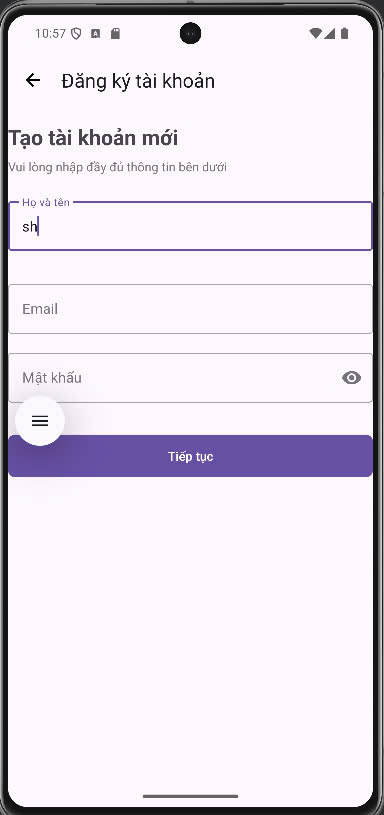 10:57
Đăng ký tài khoản
Tạo tài khoản mới
Vui lòng nhập đầy đủ thông tin bên dưới
Họ và tên
sh
Email
Mật khẩu
Tiếp tục